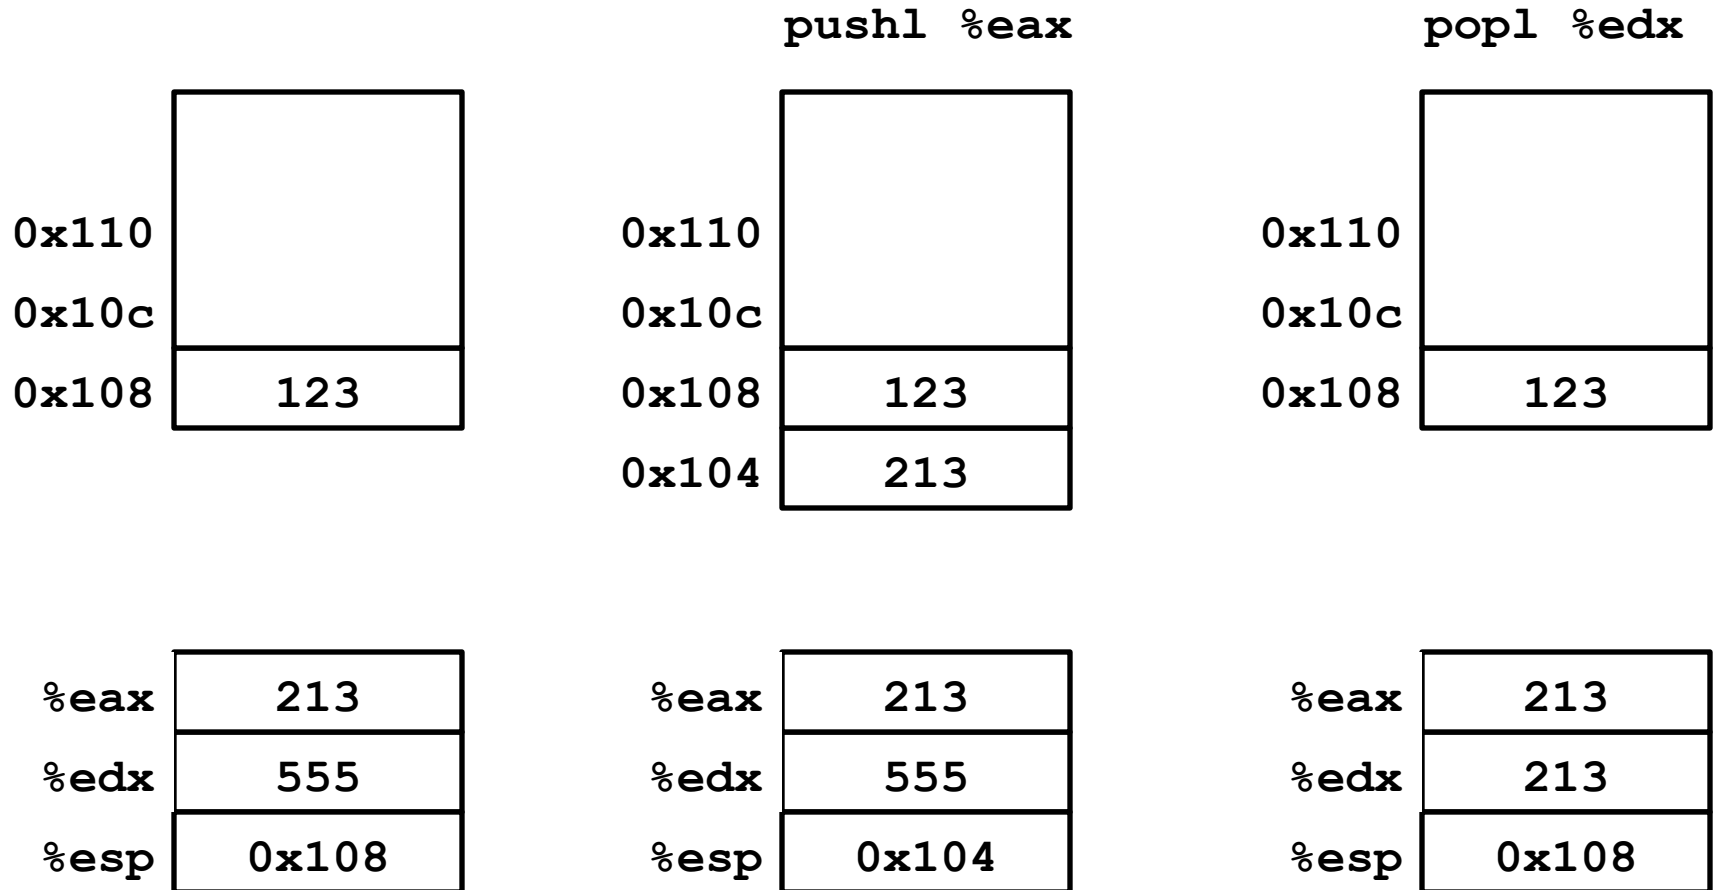 pushl %eax popl %edx
0x110 0x110 0x110
0x10c 0x10c 0x10c
0x108 123 0x108 123 0x108 123
0x104 213
%eax 213 %eax 213 %eax 213
%edx 555 %edx 555 %edx 213
%esp 0x108 %esp 0x104 %esp 0x108